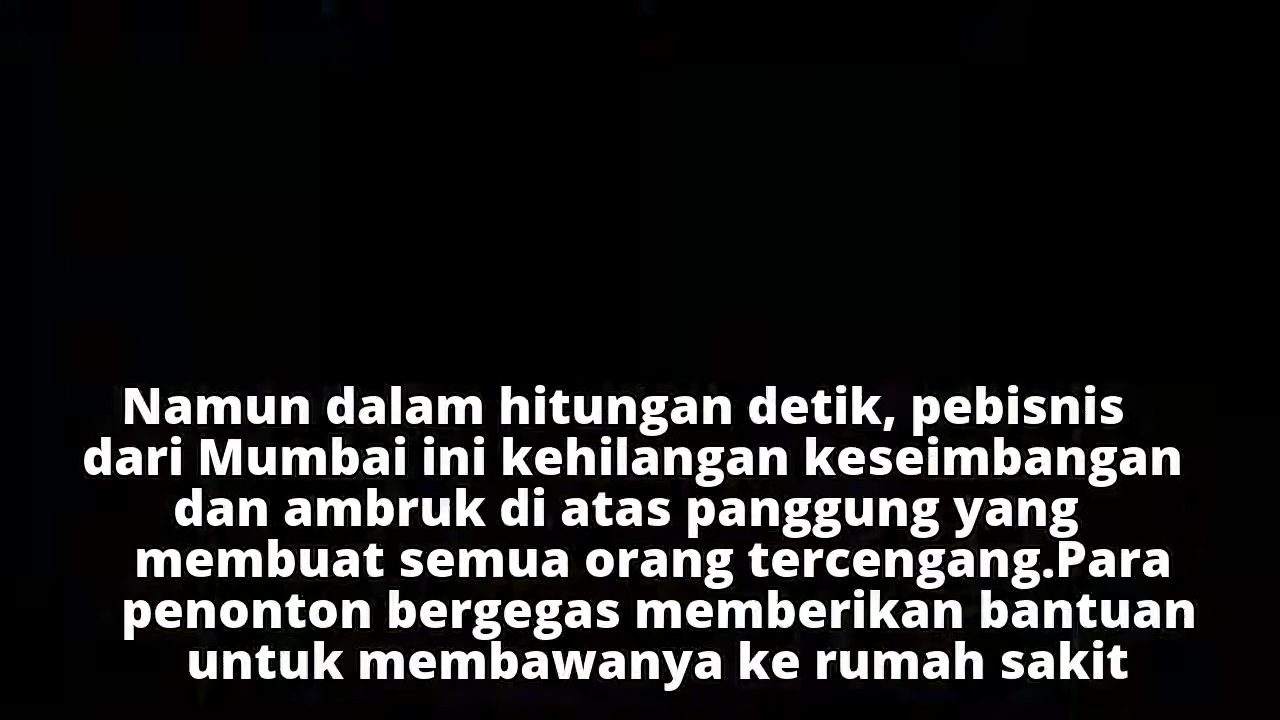 Namun dalam hitungan detik, pebisnis
dari Mumbai ini kehilangan keseimbangan
dan ambruk di atas panggung yang
membuat semua orang tercengang.Para
penonton bergegas memberikan bantuan
untuk membawanya ke rumah sakit